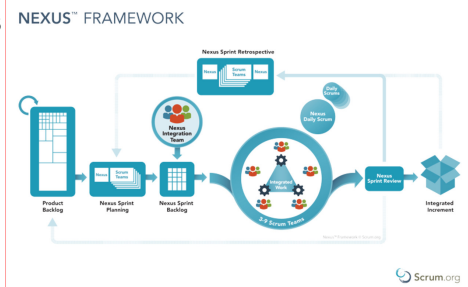 NEXUS™ FRAMEWORK
Nexus Sprint Retrospective
Nexus
Scrum
Teams
Nexus
Daily
Scrums
Nexus
Daily Scrum
Nexus
Integration
Team
Nexus
Scrum
Teams
Integrated
Work
3-9 Scrum Teams
Nexus
Sprint Review
Product
Backlog
Nexus Sprint
Planning
Nexus Sprint
Backlog
Integrated
Increment
Scrum.org